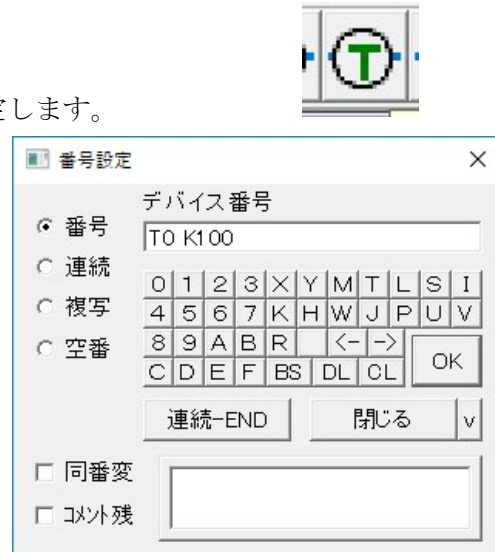 T
定します。
番号設定
×
デバイス番号
番号
T0 K100
連続
複写
空番
0 1 2 3 X Y M T L S I
4 5 6 7 K H W J P U V
8 9 A B R <- ->
C D E F BS DL CL
OK
連続-END
閉じる
v
同番変
コメント残